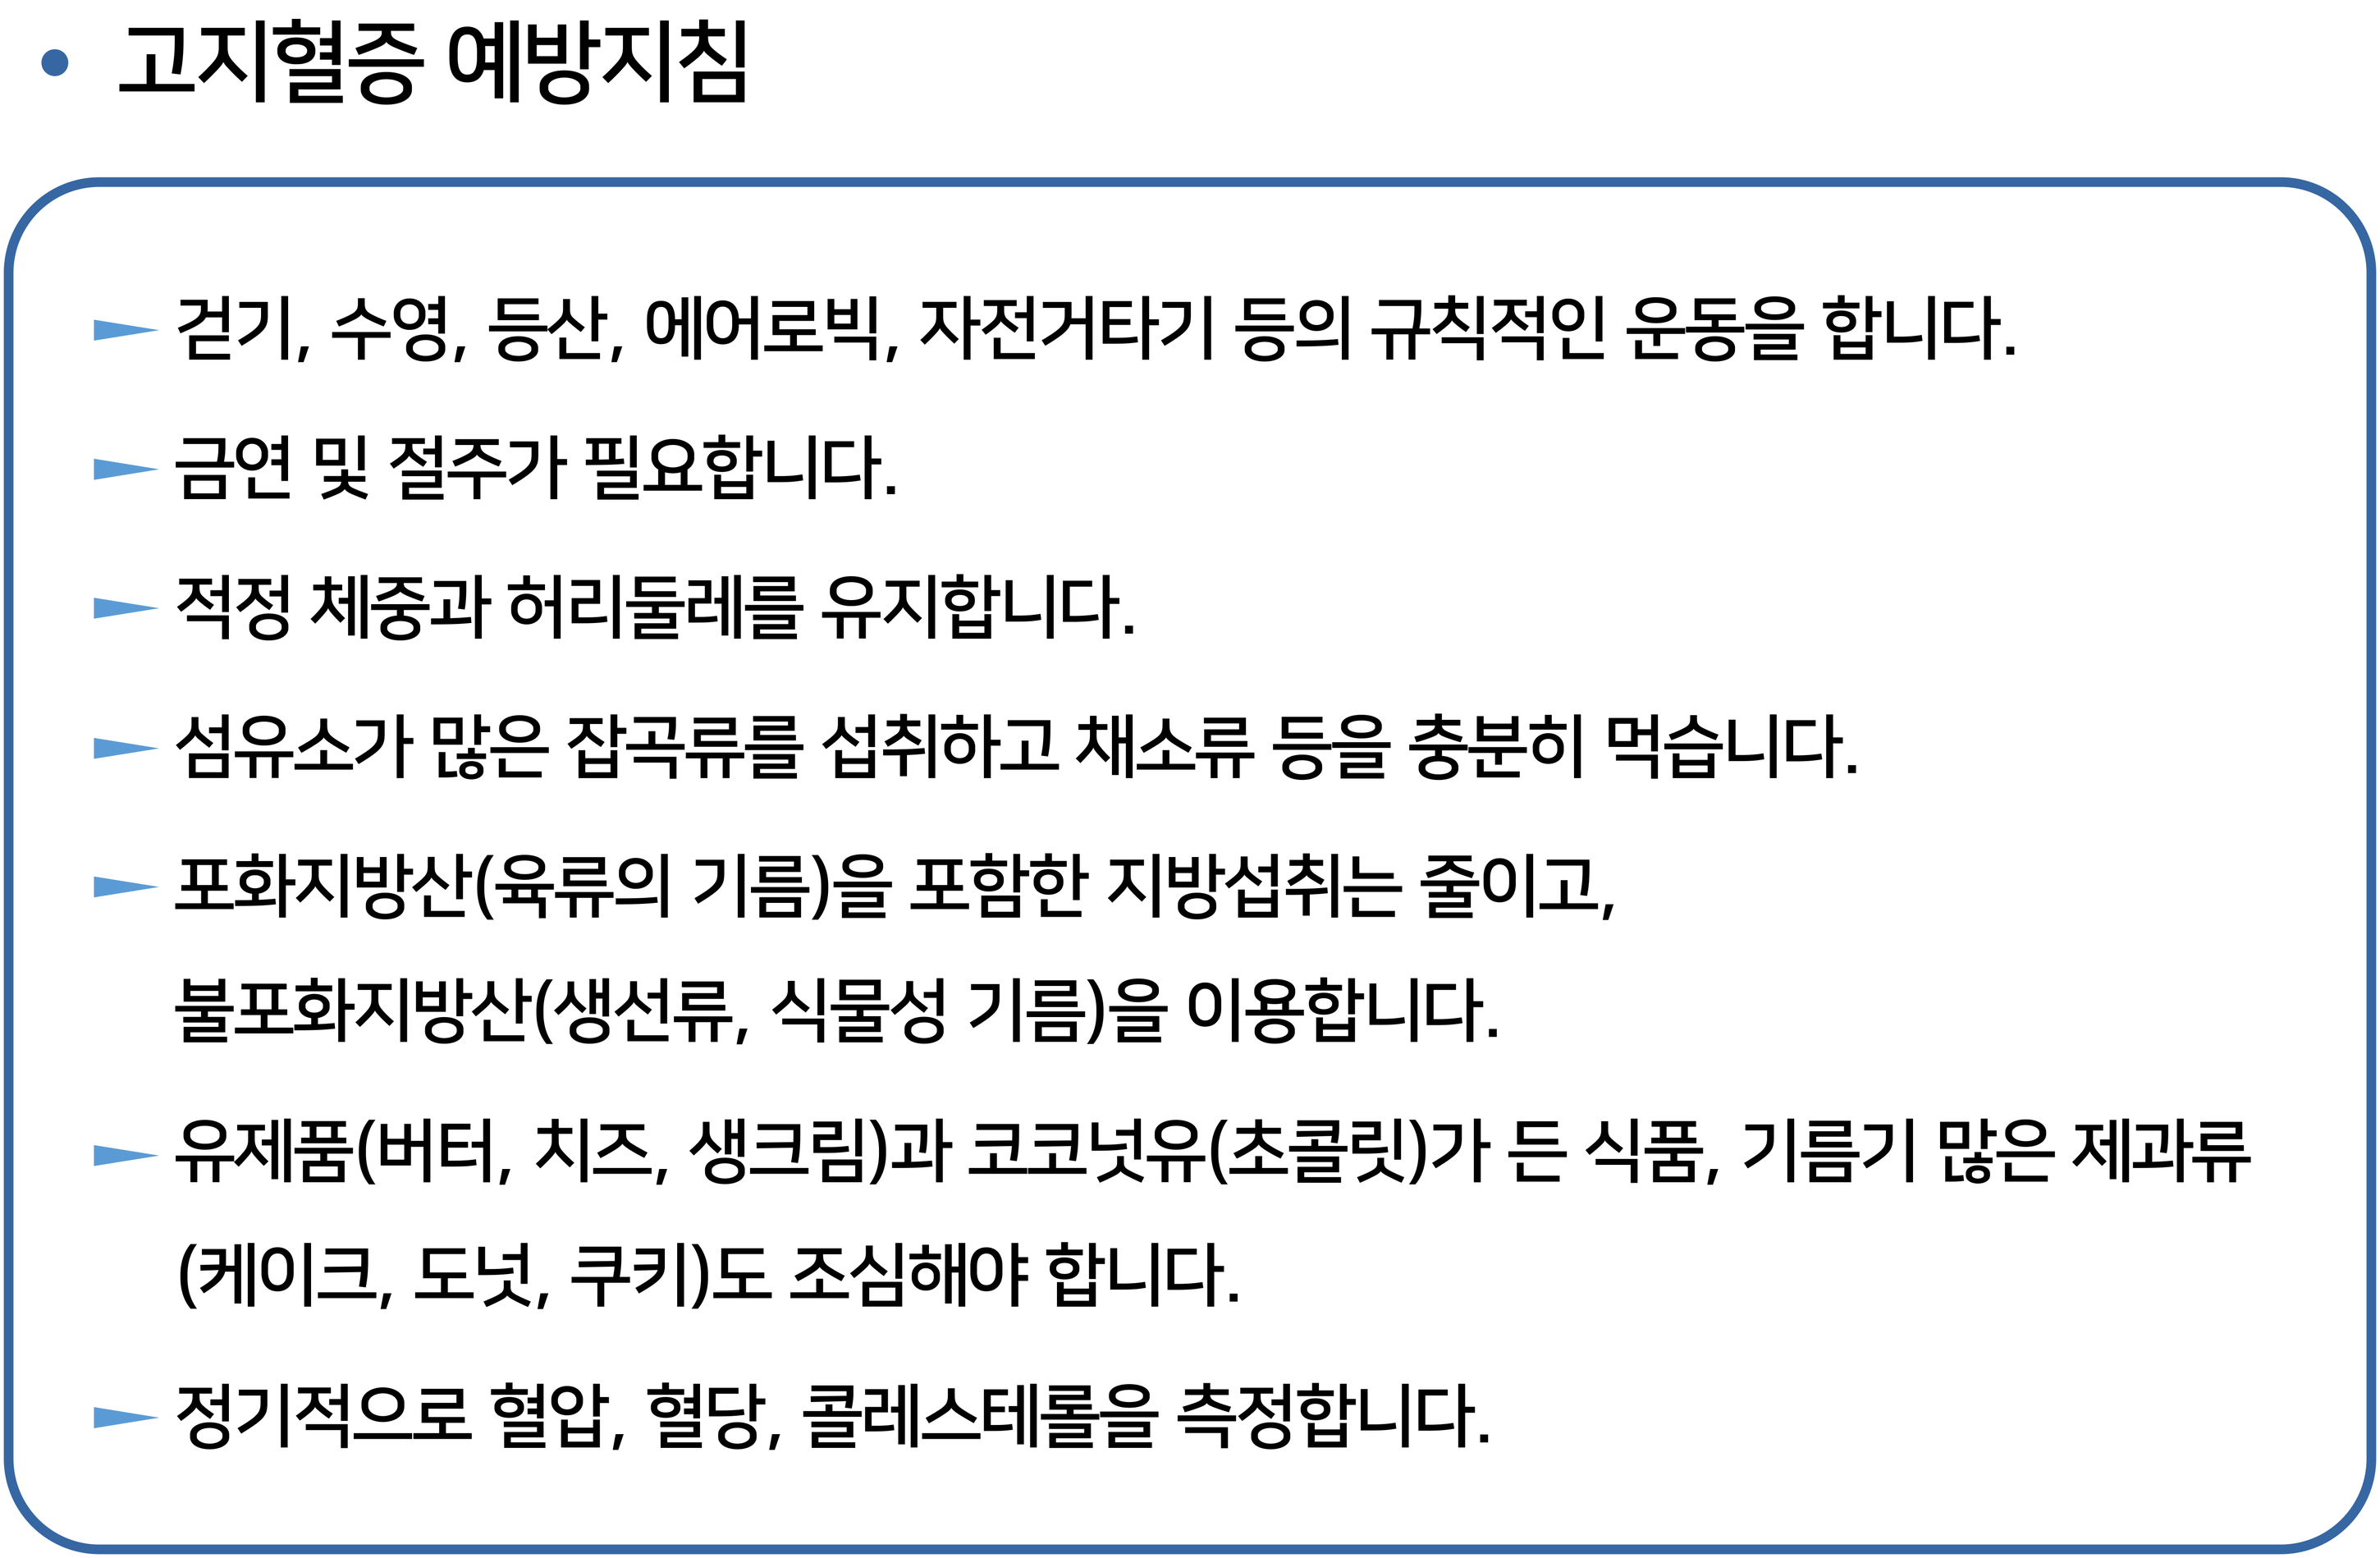 고지혈증 예방지침
걷기, 수영, 등산, 에어로빅, 자전거타기 등의 규칙적인 운동을 합니다.
금연 및 절주가 필요합니다.
적정 체중과 허리둘레를 유지합니다.
섬유소가 많은 잡곡류를 섭취하고 채소류 등을 충분히 먹습니다.
포화지방산(육류의 기름)을 포함한 지방섭취는 줄이고,
불포화지방산(생선류, 식물성 기름)을 이용합니다.
유제품(버터, 치즈, 생크림)과 코코넛유(초콜릿)가 든 식품, 기름기 많은 제과류
(케이크, 도넛, 쿠키)도 조심해야 합니다.
정기적으로 혈압, 혈당, 콜레스테롤을 측정합니다.